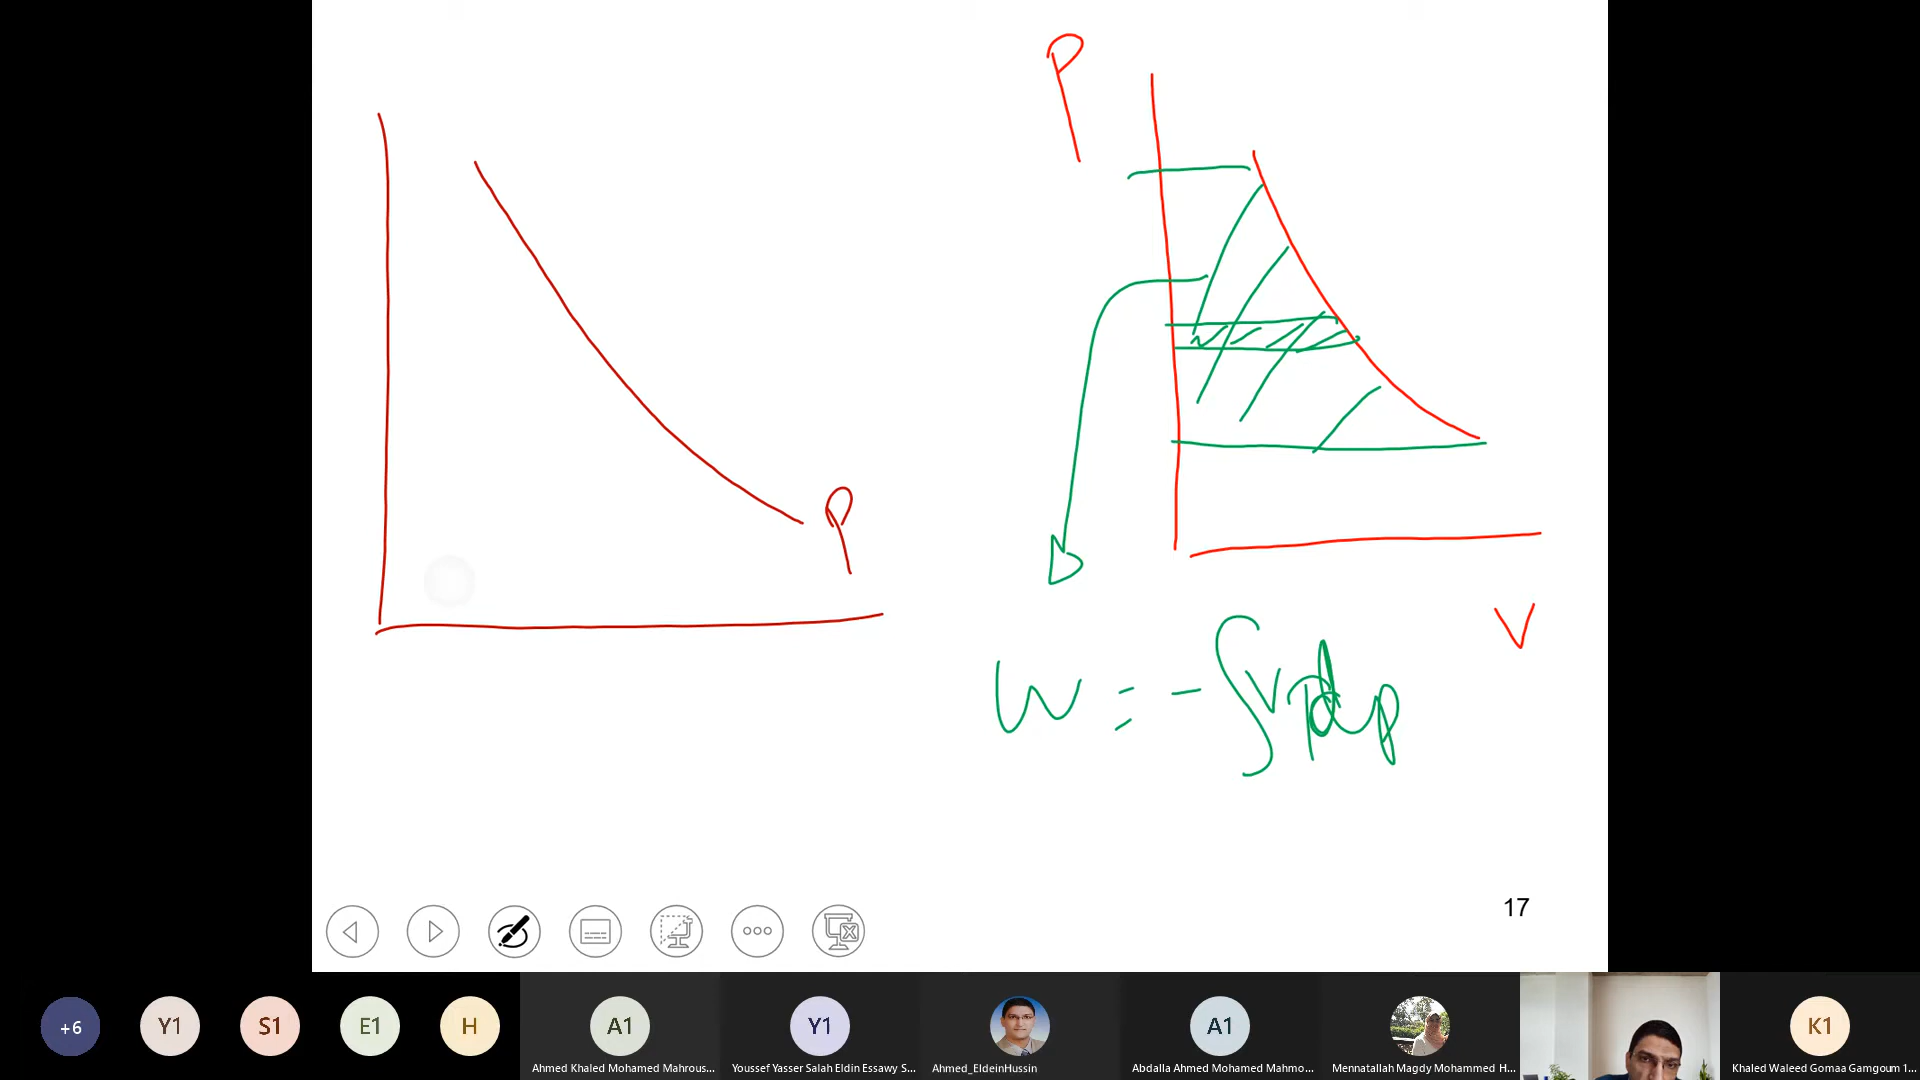 P
P
V
W = - ∫ V dp
17
+6
Y1
S1
E1
H
A1
Y1
A1
K1
Ahmed Khaled Mohamed Mahrous...
Youssef Yasser Salah Eldin Essawy S...
Ahmed_EldeinHussin
Abdalla Ahmed Mohamed Mahmo...
Mennatallah Magdy Mohammed H...
Khaled Waleed Gomaa Gamgoum 1...